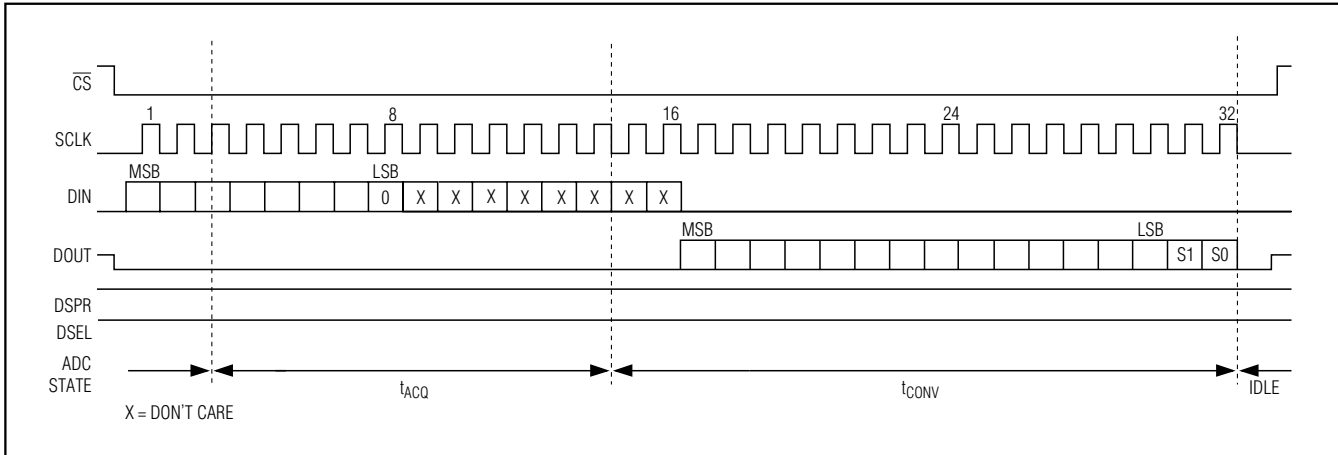 CS
1 8 16 24 32
SCLK
MSB LSB
DIN 0 X X X X X X X X
MSB LSB
DOUT S1 S0
DSPR
DSEL
ADC
STATE tACQ tCONV IDLE
X = DON'T CARE